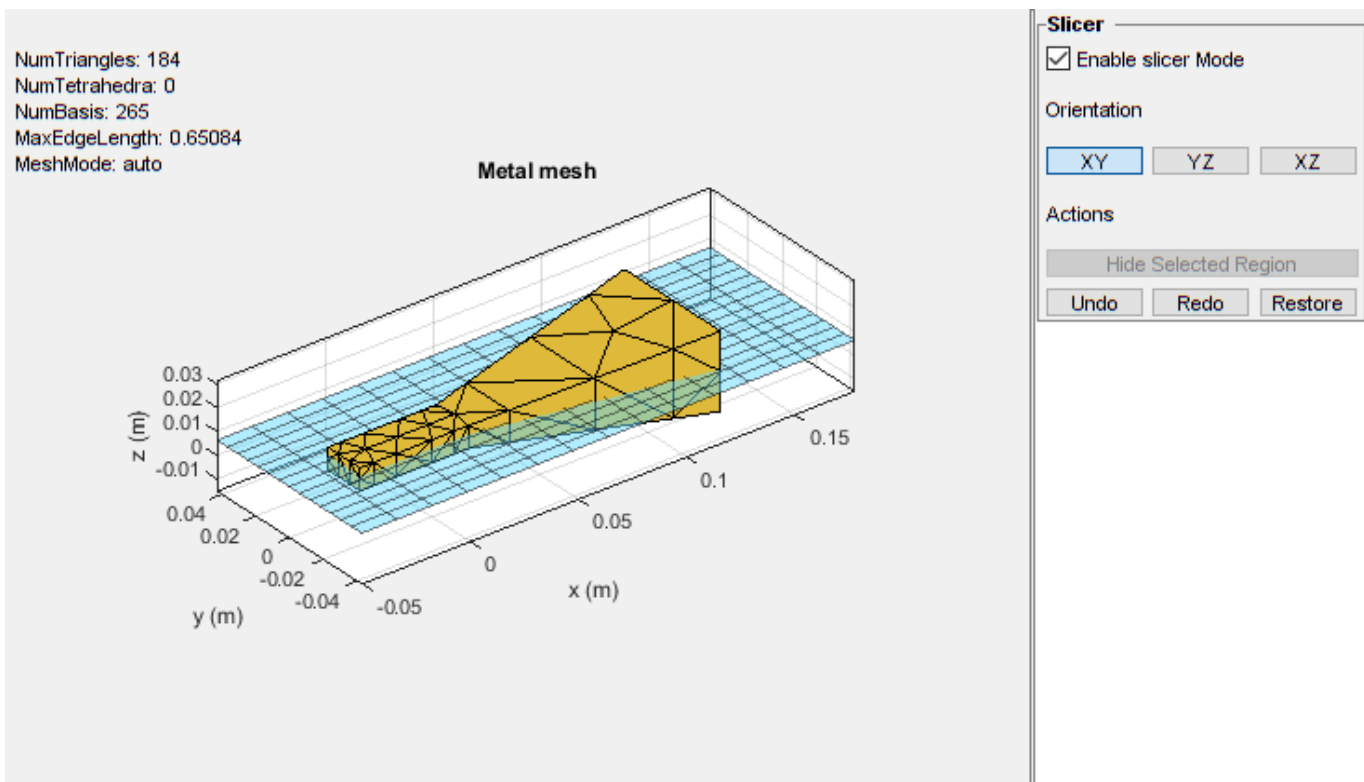 NumTriangles: 184
NumTetrahedra: 0
NumBasis: 265
MaxEdgeLength: 0.65084
MeshMode: auto
Metal mesh
0.03
0.02
0.01
0
-0.01
z (m)
0.04
0.02
0
-0.02
-0.04
y (m)
-0.05
0
0.05
0.1
0.15
x (m)
Slicer
Enable slicer Mode
Orientation
XY YZ XZ
Actions
Hide Selected Region
Undo Redo Restore